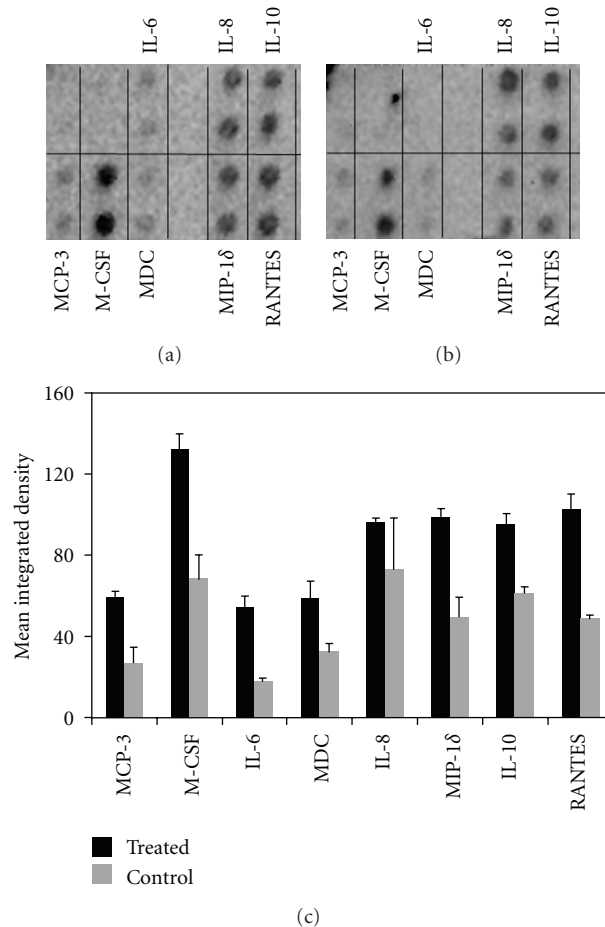 IL-6 IL-8 IL-10 IL-6 IL-8 IL-10
MCP-3 M-CSF MDC MIP-1δ RANTES MCP-3 M-CSF MDC MIP-1δ RANTES
(a) (b)
160
120
80
40
0
Mean integrated density
MCP-3 M-CSF IL-6 MDC IL-8 MIP-1δ IL-10 RANTES
Treated
Control
(c)